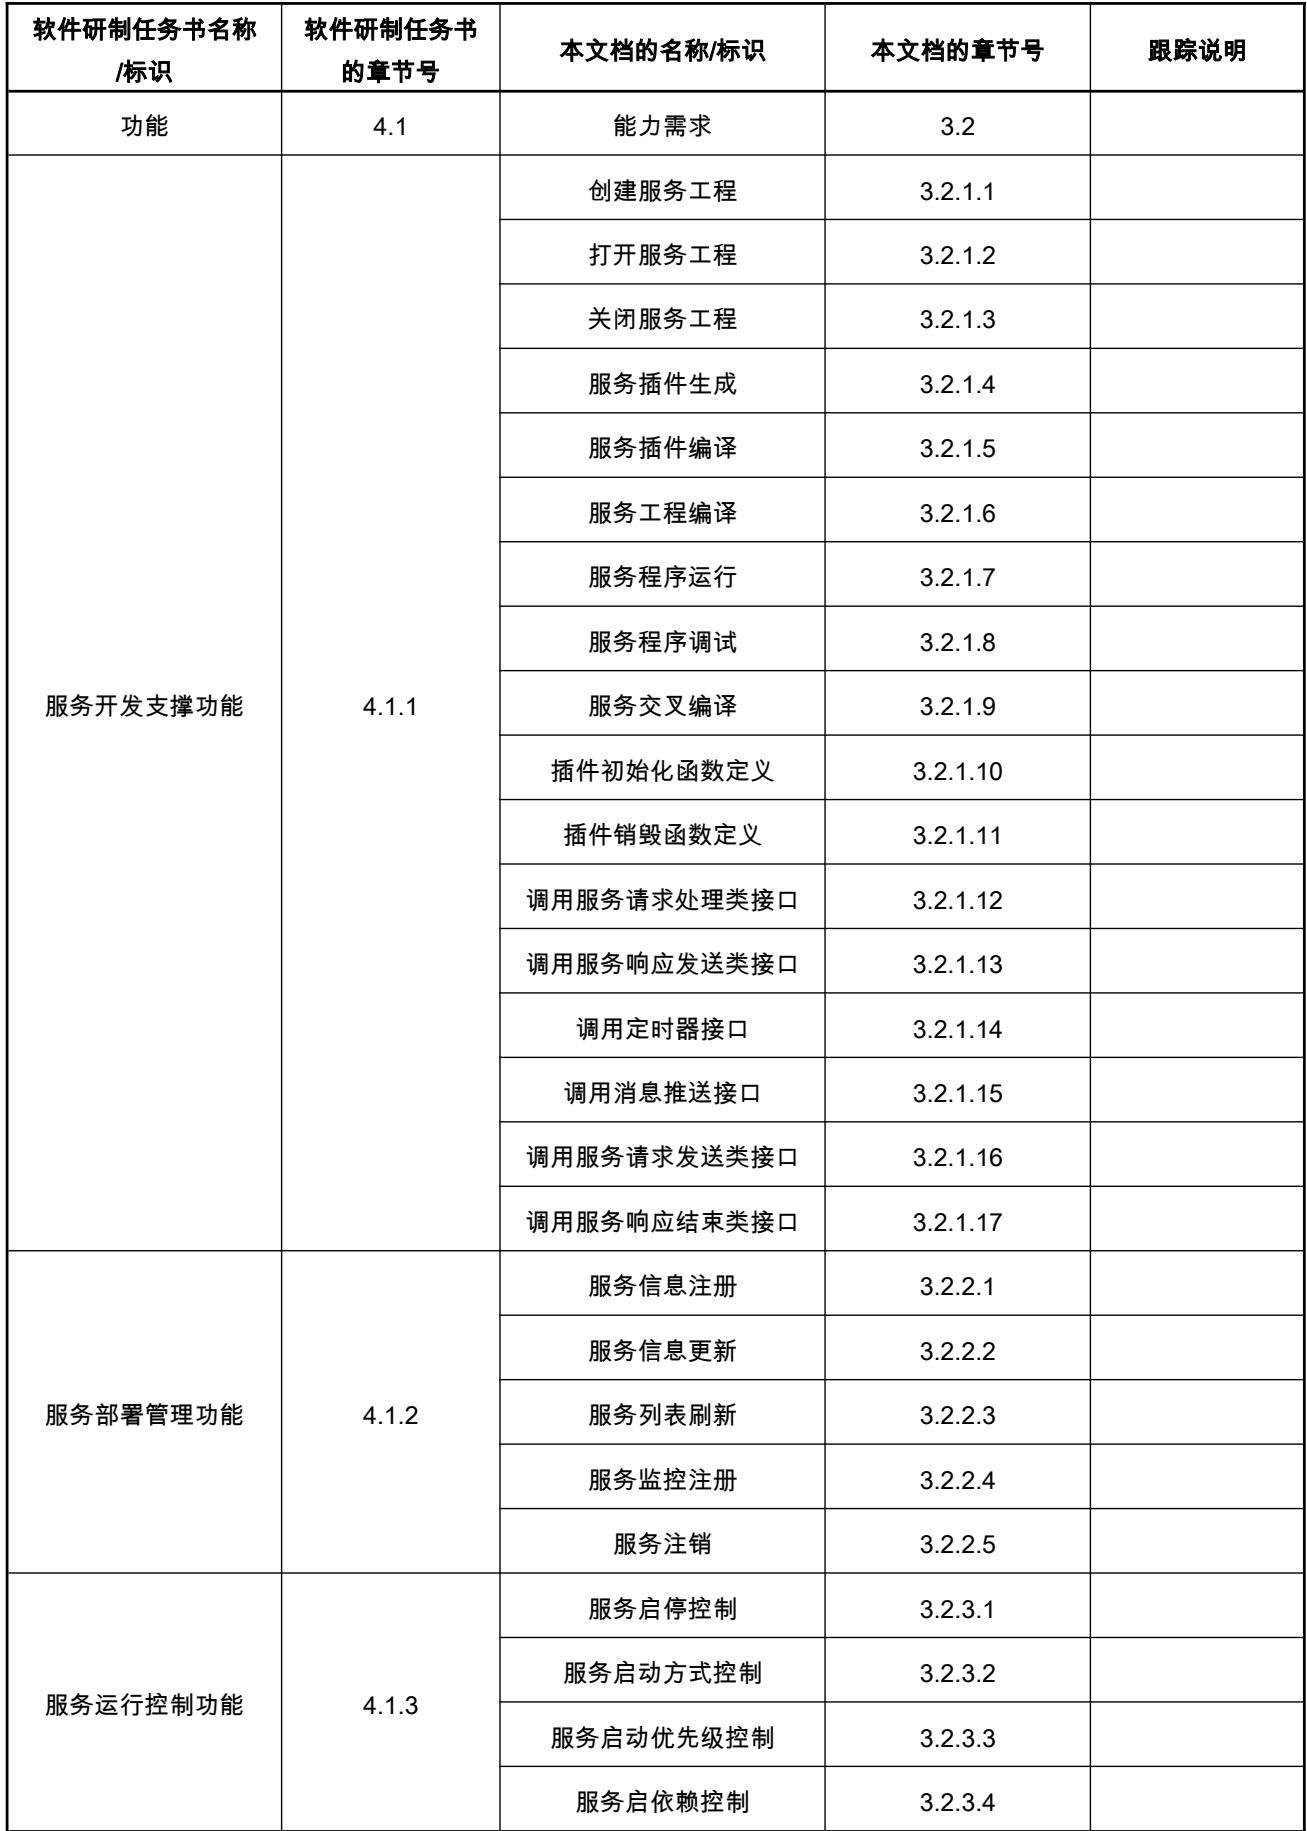 软件研制任务书名称
/标识
软件研制任务书
的章节号
本文档的名称/标识
本文档的章节号
跟踪说明
功能
4.1
能力需求
3.2
服务开发支撑功能
4.1.1
创建服务工程
3.2.1.1
打开服务工程
3.2.1.2
关闭服务工程
3.2.1.3
服务插件生成
3.2.1.4
服务插件编译
3.2.1.5
服务工程编译
3.2.1.6
服务程序运行
3.2.1.7
服务程序调试
3.2.1.8
服务交叉编译
3.2.1.9
插件初始化函数定义
3.2.1.10
插件销毁函数定义
3.2.1.11
调用服务请求处理类接口
3.2.1.12
调用服务响应发送类接口
3.2.1.13
调用定时器接口
3.2.1.14
调用消息推送接口
3.2.1.15
调用服务请求发送类接口
3.2.1.16
调用服务响应结束类接口
3.2.1.17
服务部署管理功能
4.1.2
服务信息注册
3.2.2.1
服务信息更新
3.2.2.2
服务列表刷新
3.2.2.3
服务监控注册
3.2.2.4
服务注销
3.2.2.5
服务运行控制功能
4.1.3
服务启停控制
3.2.3.1
服务启动方式控制
3.2.3.2
服务启动优先级控制
3.2.3.3
服务启依赖控制
3.2.3.4